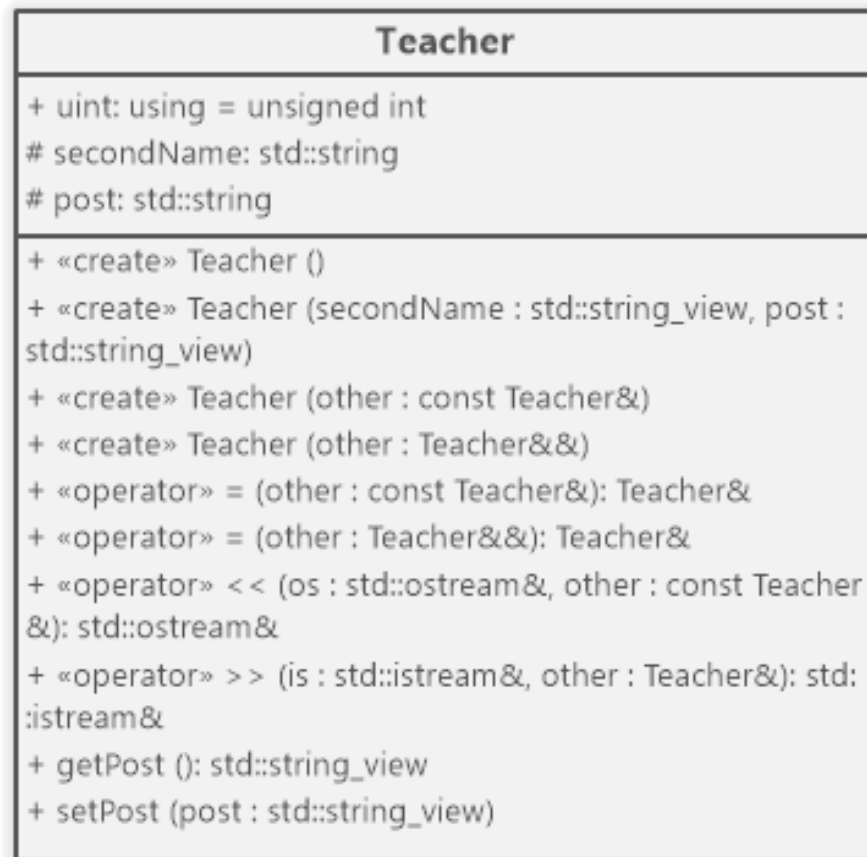 Teacher
+ uint: using = unsigned int
# secondName: std::string
# post: std::string
+ «create» Teacher ()
+ «create» Teacher (secondName : std::string_view, post :
std::string_view)
+ «create» Teacher (other : const Teacher&)
+ «create» Teacher (other : Teacher&&)
+ «operator» = (other : const Teacher&): Teacher&
+ «operator» = (other : Teacher&&): Teacher&
+ «operator» << (os : std::ostream&, other : const Teacher
&): std::ostream&
+ «operator» >> (is : std::istream&, other : Teacher&): std:
:istream&
+ getPost (): std::string_view
+ setPost (post : std::string_view)